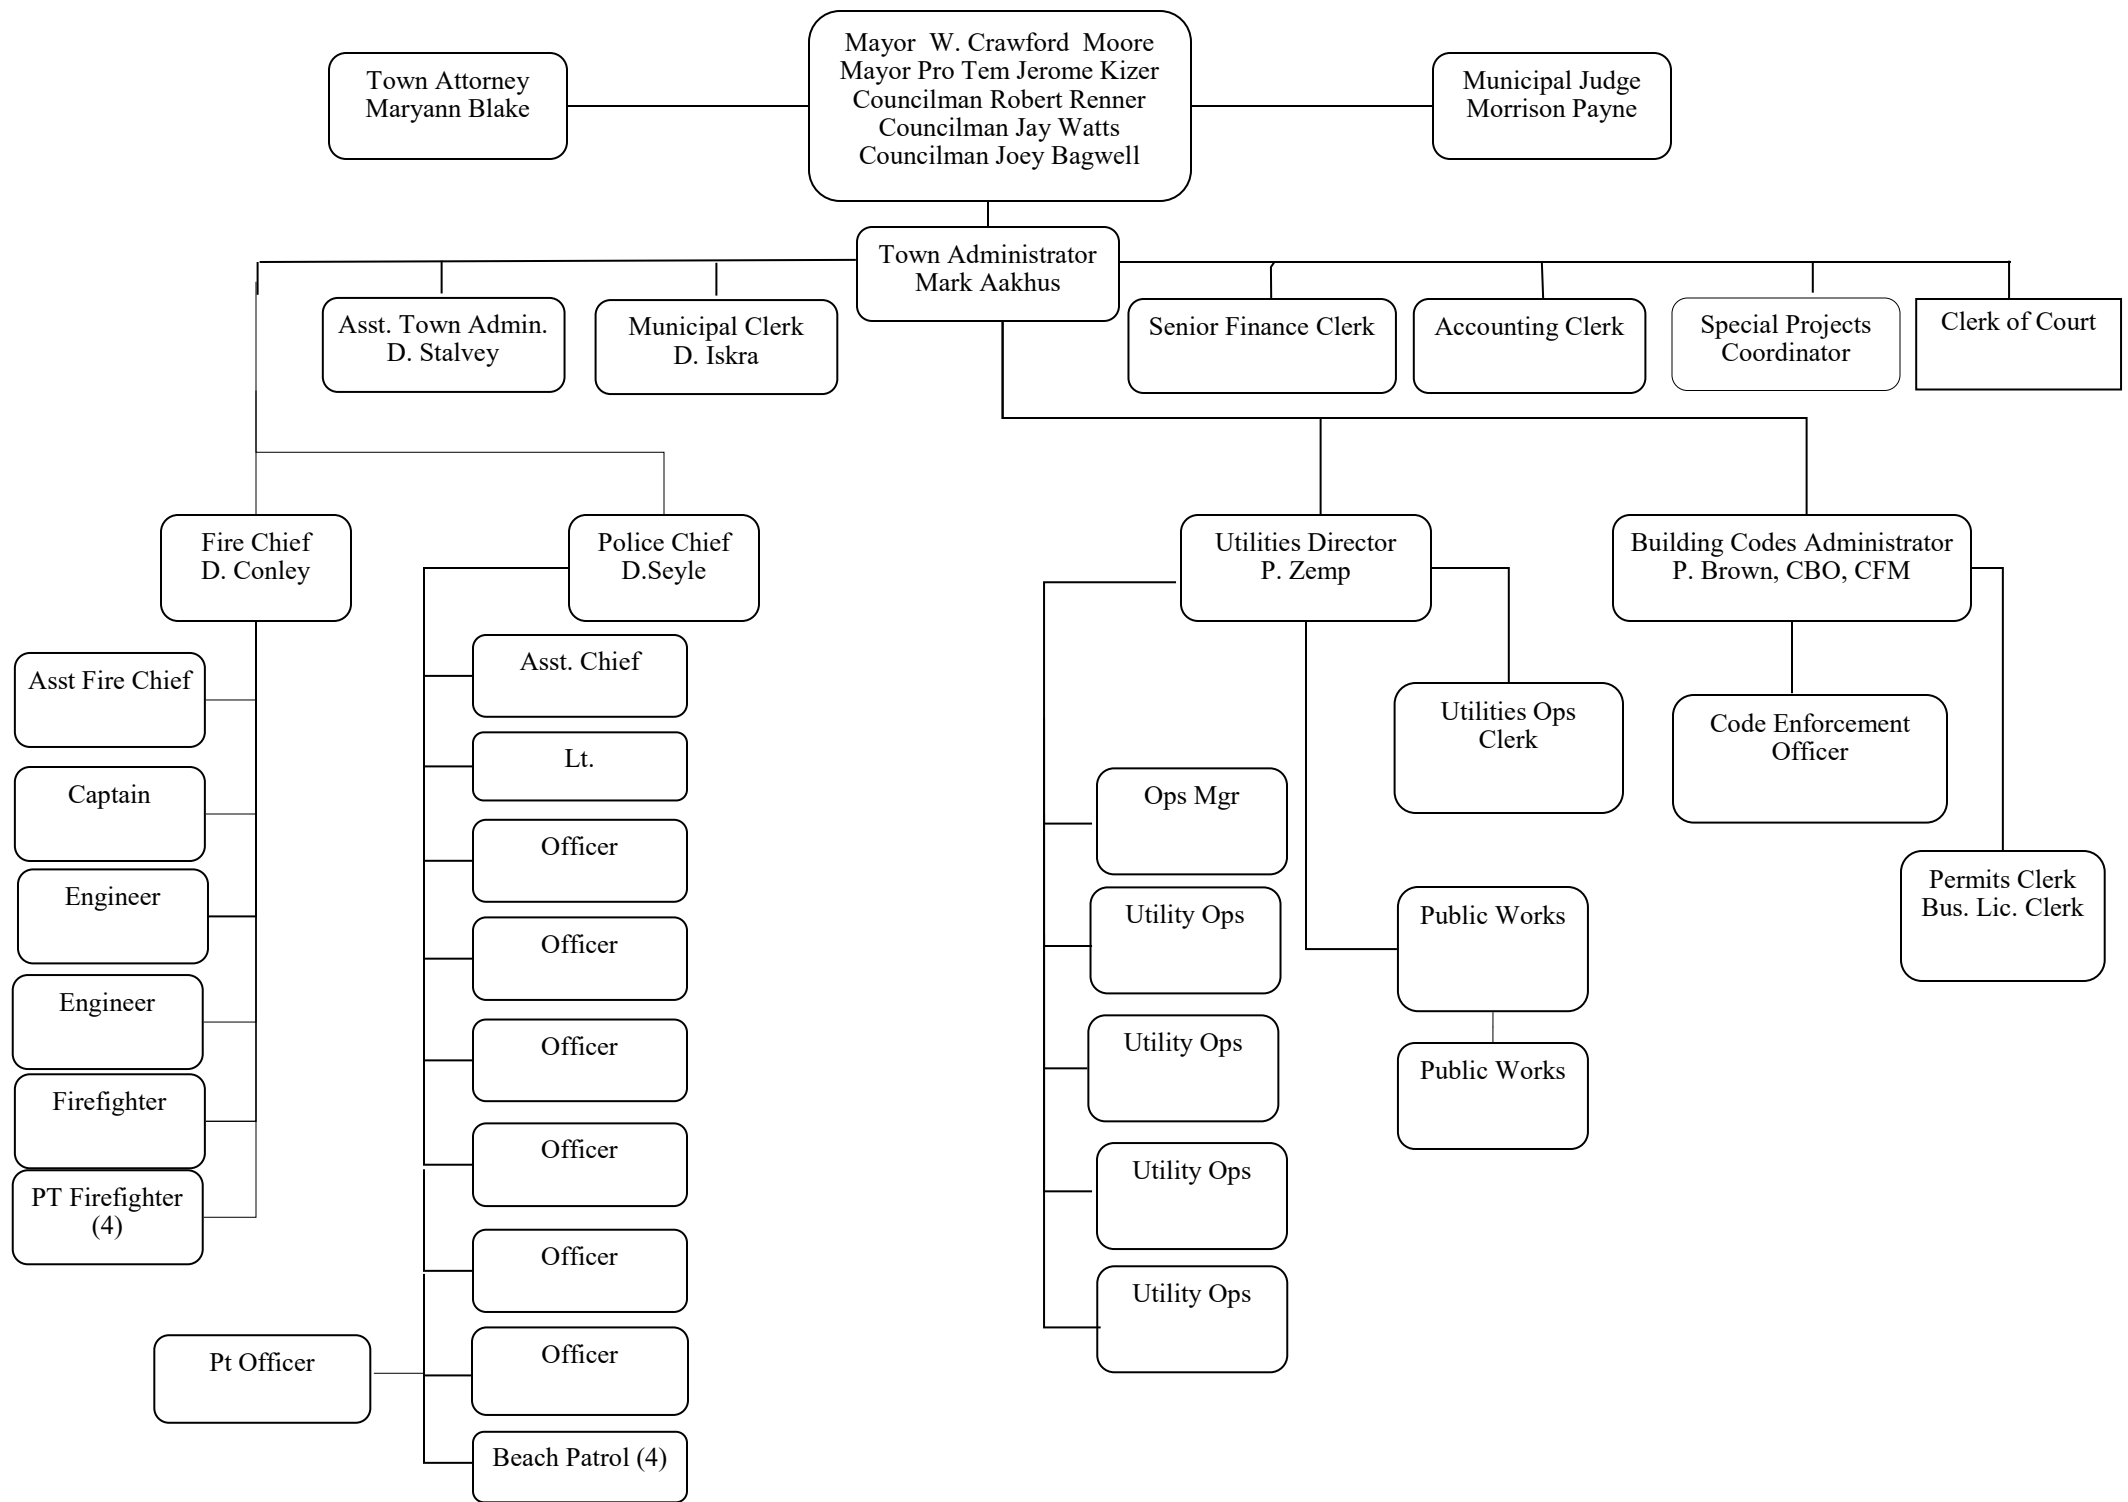 Town Attorney
Maryann Blake
Mayor W. Crawford Moore
Mayor Pro Tem Jerome Kizer
Councilman Robert Renner
Councilman Jay Watts
Councilman Joey Bagwell
Municipal Judge
Morrison Payne
Town Administrator
Mark Aakhus
Asst. Town Admin.
D. Stalvey
Municipal Clerk
D. Iskra
Senior Finance Clerk
Accounting Clerk
Special Projects
Coordinator
Clerk of Court
Fire Chief
D. Conley
Police Chief
D.Seyle
Utilities Director
P. Zemp
Building Codes Administrator
P. Brown, CBO, CFM
Asst Fire Chief
Captain
Engineer
Engineer
Firefighter
PT Firefighter
(4)
Asst. Chief
Lt.
Officer
Officer
Officer
Officer
Officer
Officer
Pt Officer
Beach Patrol (4)
Ops Mgr
Utility Ops
Utility Ops
Utility Ops
Utility Ops
Utilities Ops
Clerk
Public Works
Public Works
Code Enforcement
Officer
Permits Clerk
Bus. Lic. Clerk